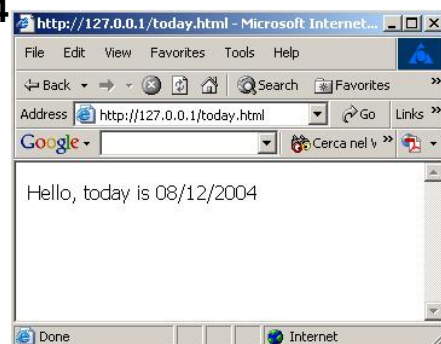 4
http://127.0.0.1/today.html - Microsoft Internet...
File Edit View Favorites Tools Help
Back Search Favorites »
Address http://127.0.0.1/today.html Go Links »
Google Cerca nel »
Hello, today is 08/12/2004
Done Internet